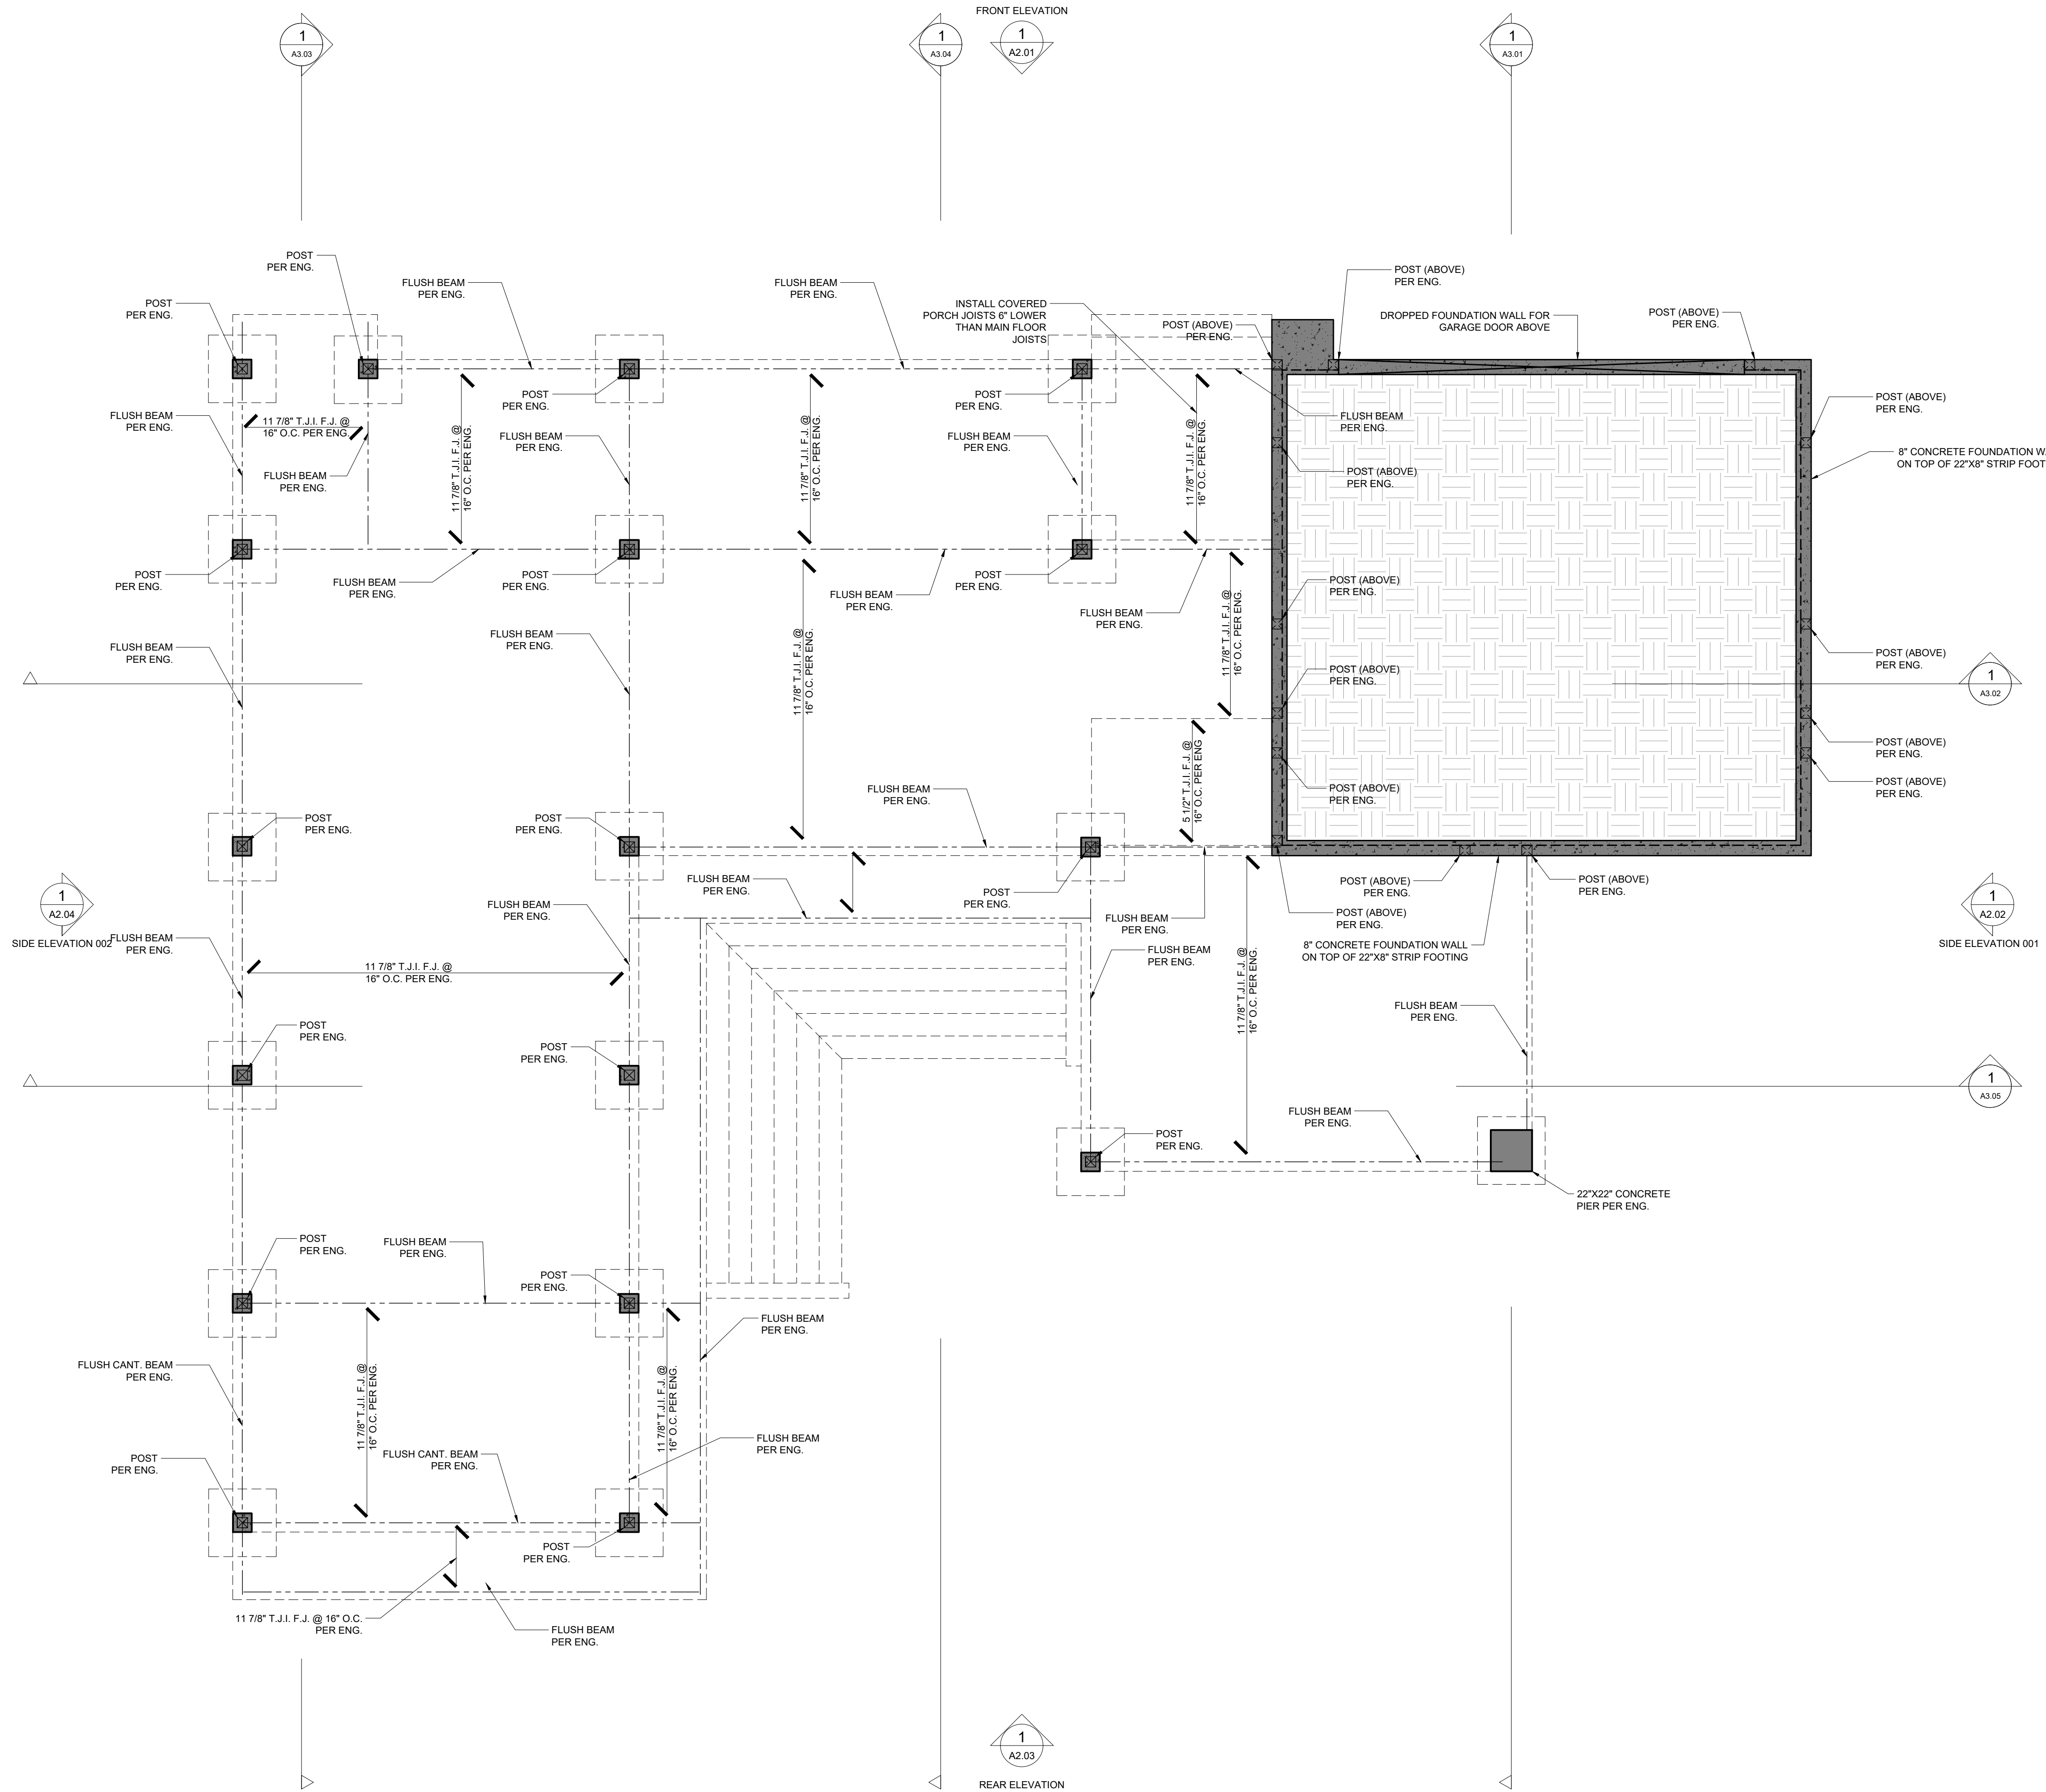 FRONT ELEVATION
1
A3.03
1
A3.04
1
A2.01
1
A3.01
POST
PER ENG.
FLUSH BEAM
PER ENG.
FLUSH BEAM
PER ENG.
POST (ABOVE)
PER ENG.
POST
PER ENG.
INSTALL COVERED
PORCH JOISTS 6" LOWER
THAN MAIN FLOOR
JOISTS
POST (ABOVE)
PER ENG.
DROPPED FOUNDATION WALL FOR
GARAGE DOOR ABOVE
POST (ABOVE)
PER ENG.
POST
PER ENG.
POST
PER ENG.
POST (ABOVE)
PER ENG.
FLUSH BEAM
PER ENG.
11 7/8" T.J.I. F.J. @
16" O.C. PER ENG.
11 7/8" T.J.I. F.J. @
16" O.C. PER ENG.
FLUSH BEAM
PER ENG.
11 7/8" T.J.I. F.J. @
16" O.C. PER ENG.
FLUSH BEAM
PER ENG.
11 7/8" T.J.I. F.J. @
16" O.C. PER ENG.
FLUSH BEAM
PER ENG.
8" CONCRETE FOUNDATION W
ON TOP OF 22"X8" STRIP FOOT
FLUSH BEAM
PER ENG.
POST (ABOVE)
PER ENG.
POST
PER ENG.
FLUSH BEAM
PER ENG.
POST
PER ENG.
FLUSH BEAM
PER ENG.
POST
PER ENG.
FLUSH BEAM
PER ENG.
11 7/8" T.J.I. F.J. @
16" O.C. PER ENG.
POST (ABOVE)
PER ENG.
FLUSH BEAM
PER ENG.
FLUSH BEAM
PER ENG.
11 7/8" T.J.I. F.J. @
16" O.C. PER ENG.
POST (ABOVE)
PER ENG.
POST (ABOVE)
PER ENG.
1
A3.02
5 1/2" T.J.I. F.J. @
16" O.C. PER ENG
POST (ABOVE)
PER ENG.
FLUSH BEAM
PER ENG.
POST (ABOVE)
PER ENG.
POST (ABOVE)
PER ENG.
POST
PER ENG.
POST
PER ENG.
1
A2.04
SIDE ELEVATION 002
FLUSH BEAM
PER ENG.
POST
PER ENG.
POST (ABOVE)
PER ENG.
POST (ABOVE)
PER ENG.
1
A2.02
SIDE ELEVATION 001
FLUSH BEAM
PER ENG.
FLUSH BEAM
PER ENG.
FLUSH BEAM
PER ENG.
POST (ABOVE)
PER ENG.
8" CONCRETE FOUNDATION WALL
ON TOP OF 22"X8" STRIP FOOTING
FLUSH BEAM
PER ENG.
11 7/8" T.J.I. F.J. @
16" O.C. PER ENG.
11 7/8" T.J.I. F.J. @
16" O.C. PER ENG.
FLUSH BEAM
PER ENG.
POST
PER ENG.
POST
PER ENG.
1
A3.05
FLUSH BEAM
PER ENG.
POST
PER ENG.
22"X22" CONCRETE
PIER PER ENG.
POST
PER ENG.
FLUSH BEAM
PER ENG.
POST
PER ENG.
FLUSH BEAM
PER ENG.
FLUSH CANT. BEAM
PER ENG.
11 7/8" T.J.I. F.J. @
16" O.C. PER ENG.
11 7/8" T.J.I. F.J. @
16" O.C. PER ENG.
FLUSH BEAM
PER ENG.
POST
PER ENG.
FLUSH CANT. BEAM
PER ENG.
POST
PER ENG.
11 7/8" T.J.I. F.J. @ 16" O.C.
PER ENG.
FLUSH BEAM
PER ENG.
1
A2.03
REAR ELEVATION